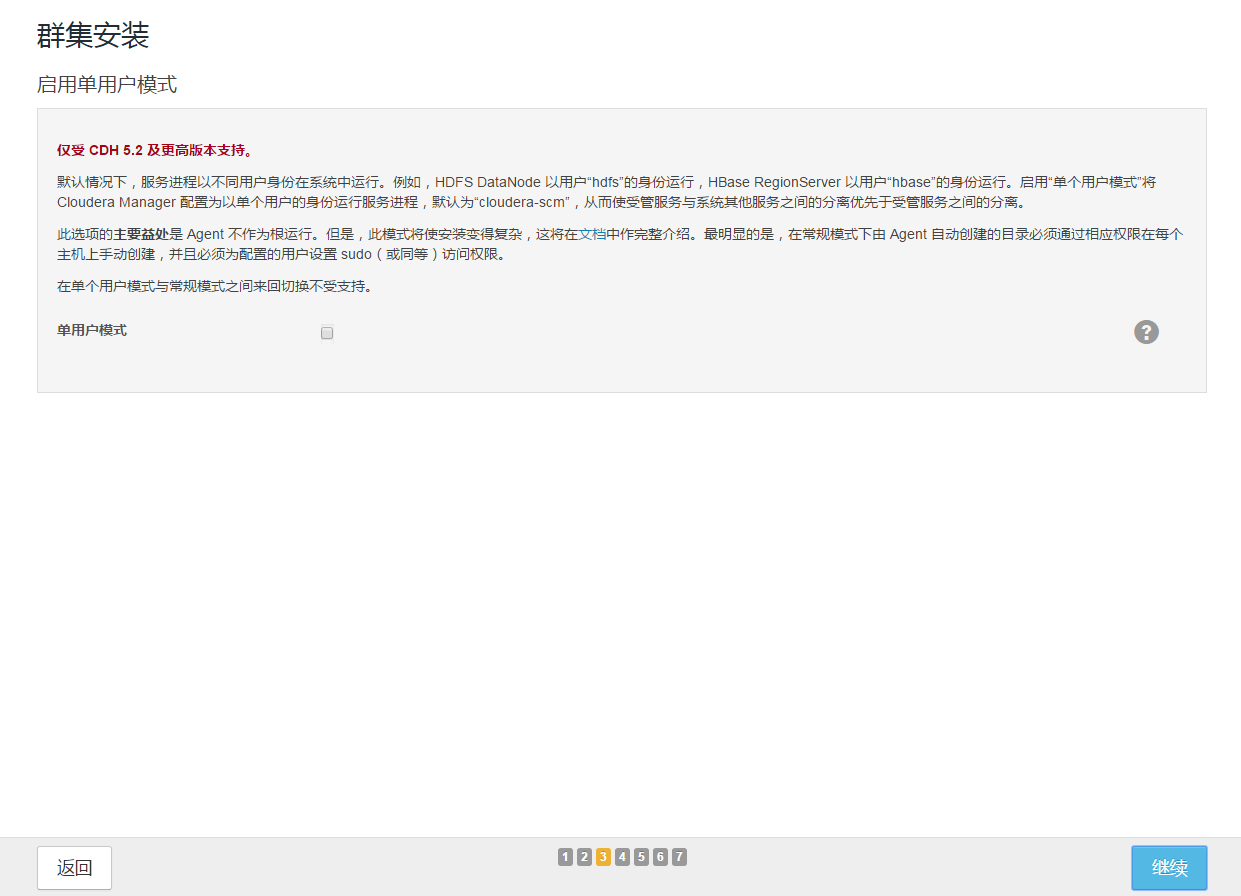 群集安装
启用单用户模式
仅受 CDH 5.2 及更高版本支持。
默认情况下，服务进程以不同用户身份在系统中运行。例如，HDFS DataNode 以用户“hdfs”的身份运行，HBase RegionServer 以用户“hbase”的身份运行。启用“单个用户模式”将
Cloudera Manager 配置为以单个用户的身份运行服务进程，默认为“cloudera-scm”，从而使受管服务与系统其他服务之间的分离优先于受管服务之间的分离。
此选项的主要益处是 Agent 不作为根运行。但是，此模式将使安装变得复杂，这将在文档中作完整介绍。最明显的是，在常规模式下由 Agent 自动创建的目录必须通过相应权限在每个
主机上手动创建，并且必须为配置的用户设置 sudo（或同等）访问权限。
在单个用户模式与常规模式之间来回切换不受支持。
单用户模式
?
返回
1 2 3 4 5 6 7
继续